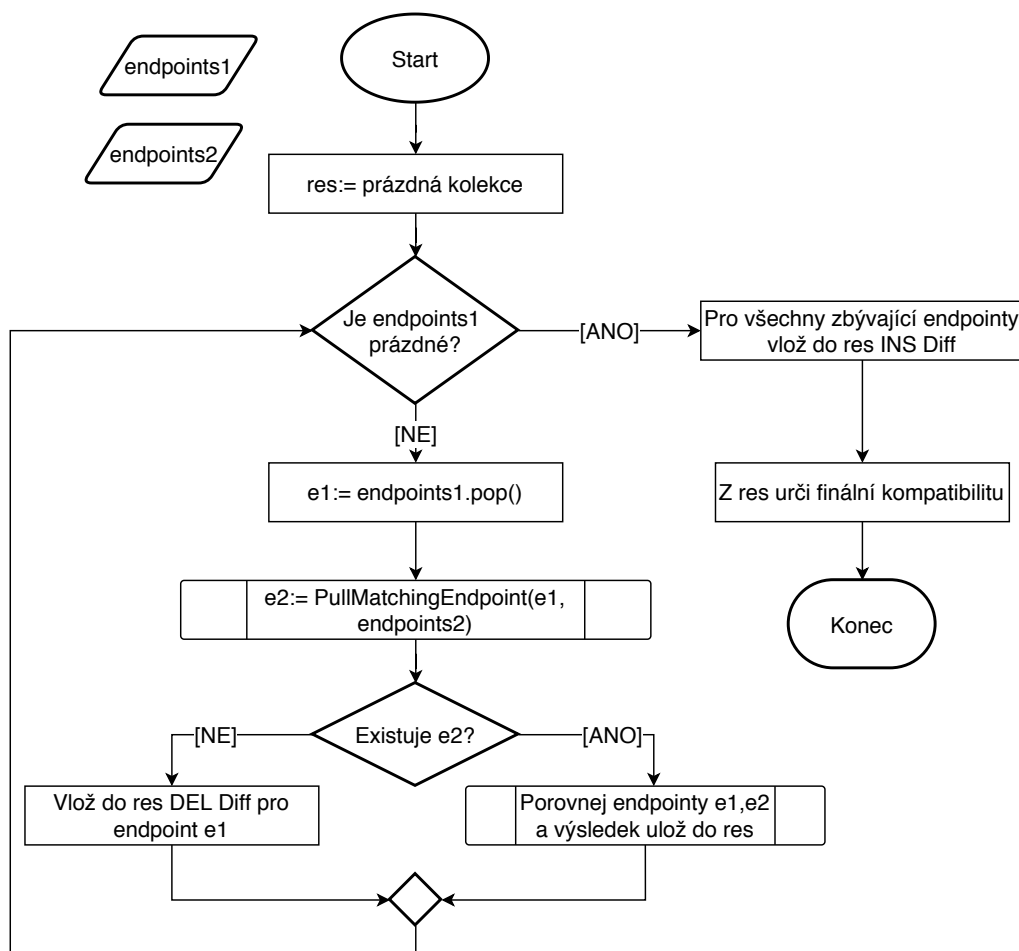 endpoints1
Start
endpoints2
res:= prázdná kolekce
Je endpoints1
prázdné?
[ANO]
Pro všechny zbývající endpointy
vlož do res INS Diff
[NE]
e1:= endpoints1.pop()
Z res urči finální kompatibilitu
e2:= PullMatchingEndpoint(e1,
endpoints2)
Konec
Existuje e2?
[NE]
[ANO]
Vlož do res DEL Diff pro
endpoint e1
Porovnej endpointy e1,e2
a výsledek ulož do res